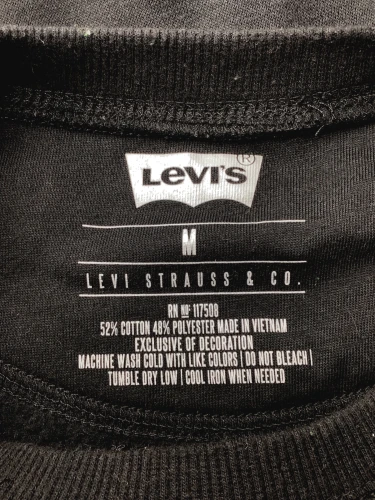 Levi's®
M
LEVI STRAUSS & CO.
RN Nº 117508
52% COTTON 48% POLYESTER MADE IN VIETNAM
EXCLUSIVE OF DECORATION
MACHINE WASH COLD WITH LIKE COLORS | DO NOT BLEACH |
TUMBLE DRY LOW | COOL IRON WHEN NEEDED